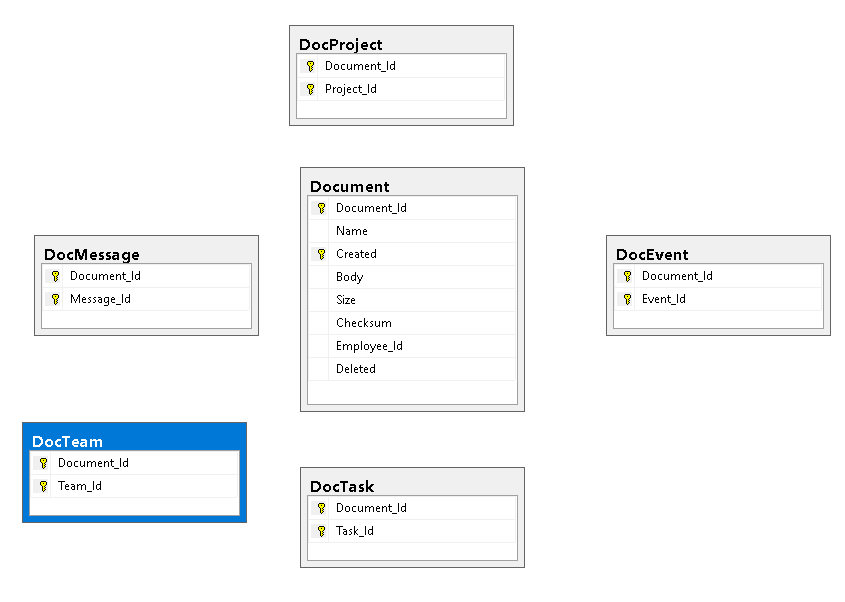 DocProject
Document_Id
Project_Id
Document
Document_Id
Name
Created
Body
Size
Checksum
Employee_Id
Deleted
DocMessage
Document_Id
Message_Id
DocEvent
Document_Id
Event_Id
DocTeam
Document_Id
Team_Id
DocTask
Document_Id
Task_Id